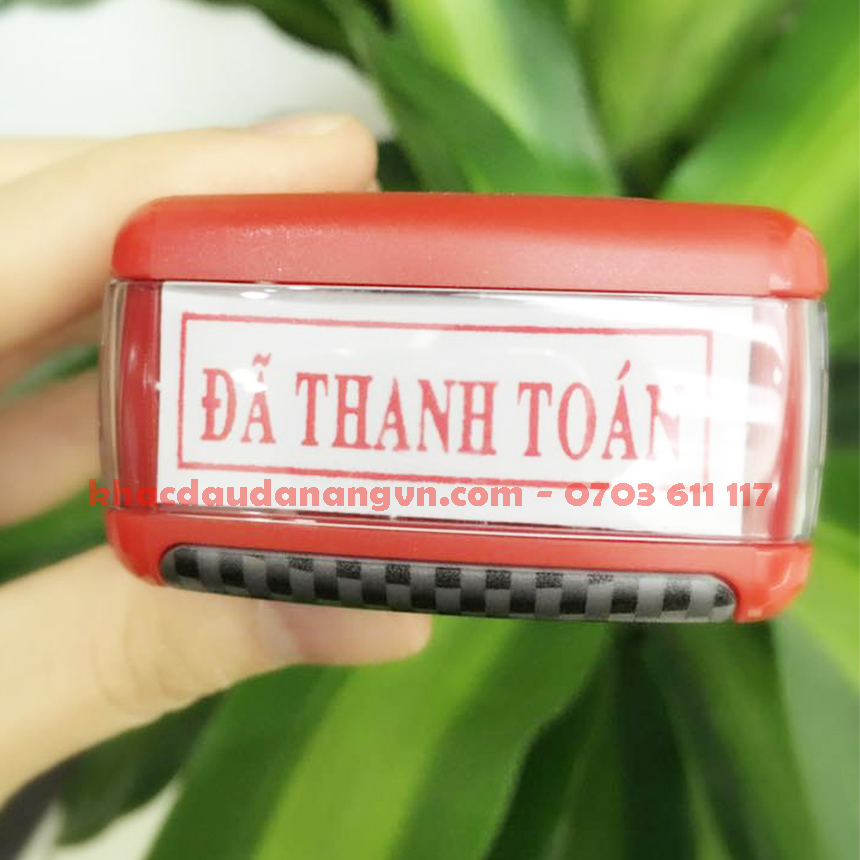 ĐÃ THANH TOÁN
khacdaudanangvn.com - 0703 611 117